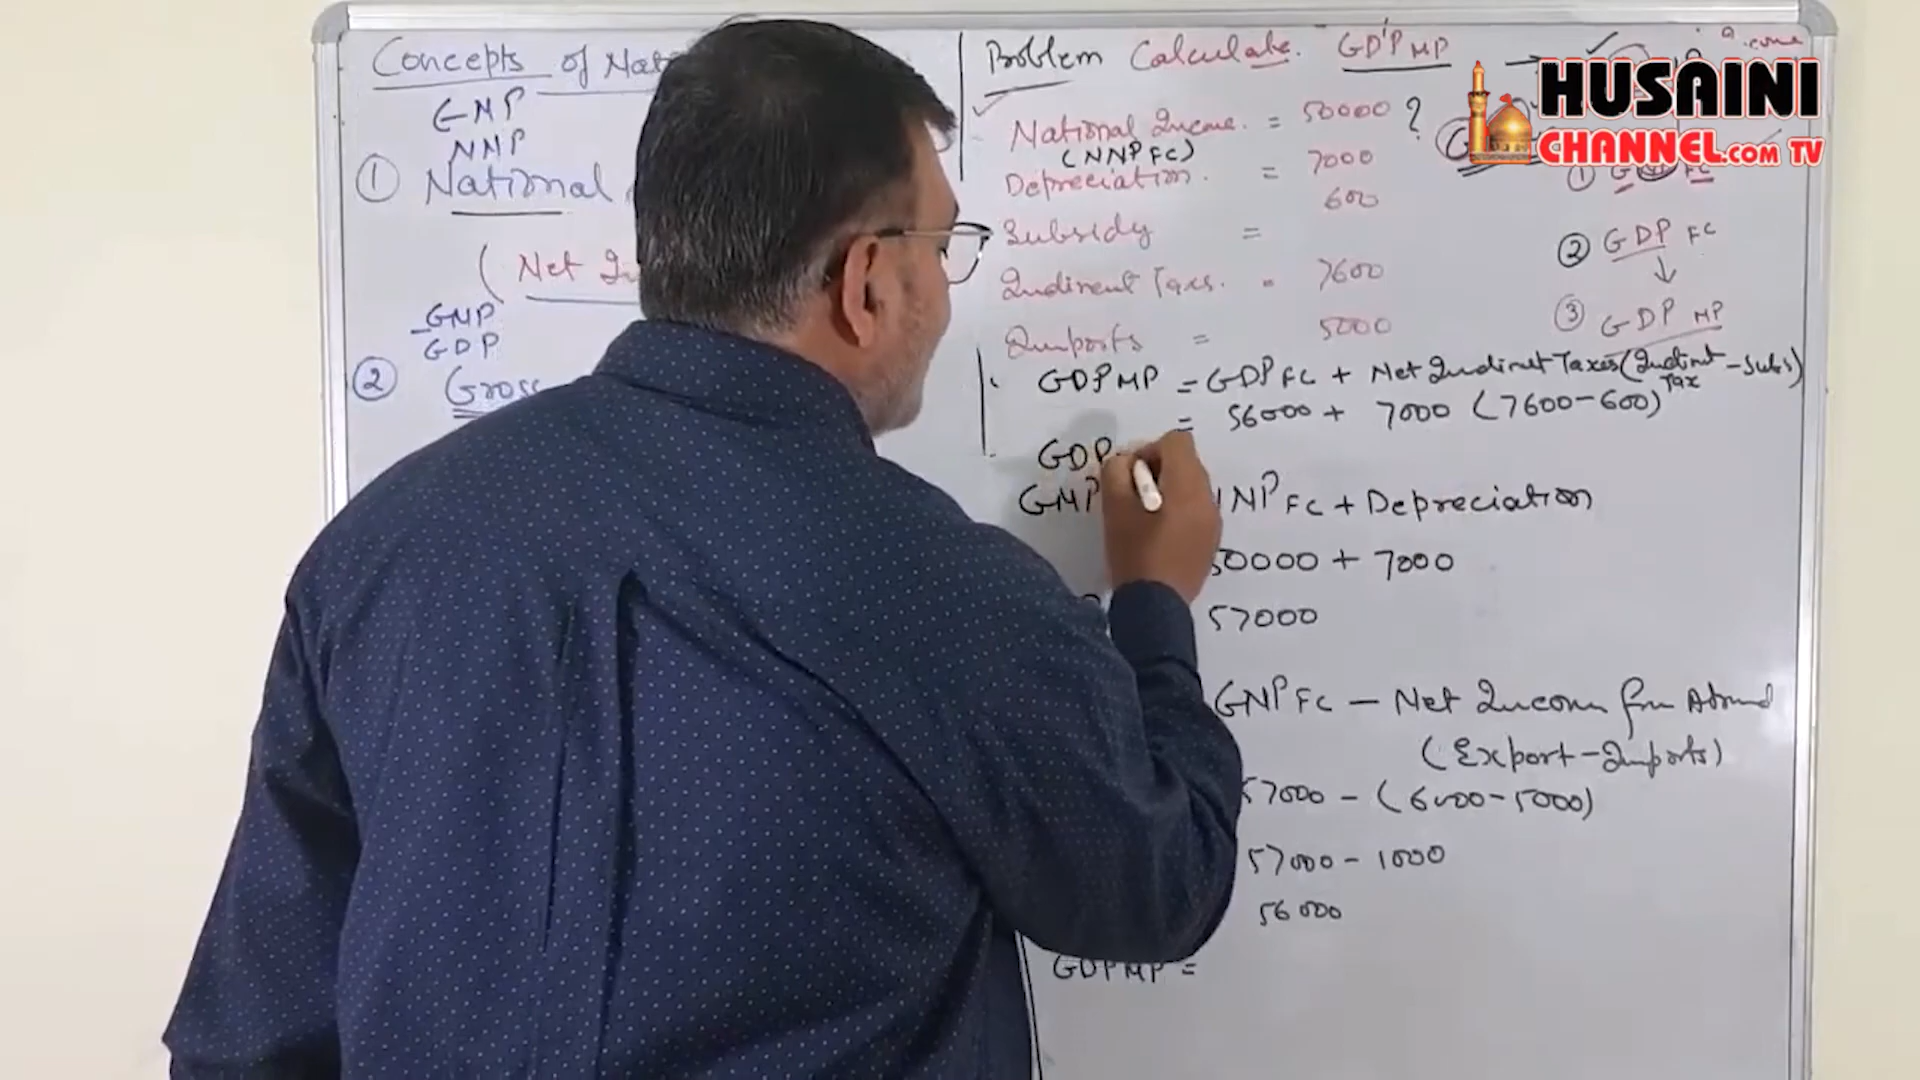 Concepts of Nat
GNP
NNP
① National
( Net In
GNP
GDP
② Gross
Problem Calculate. GDP MP →
National Income. = 50000 ?
(NNP FC)
Depreciation. = 7000
Subsidy = 600
Indirect Taxs. = 7600
Imports = 5000
① GNP FC
② GDP FC
↓
③ GDP MP
GDP MP = GDP FC + Net Indirect Taxes (Indirect Tax - Subs)
= 56000 + 7000 (7600-600)
GDP
GNP NNP FC + Depreciation
50000 + 7000
57000
GNP FC - Net Income from Abroad
(Export - Imports)
57000 - (6000-5000)
57000 - 1000
56000
GDP MP =
HUSAINI
CHANNEL.COM TV